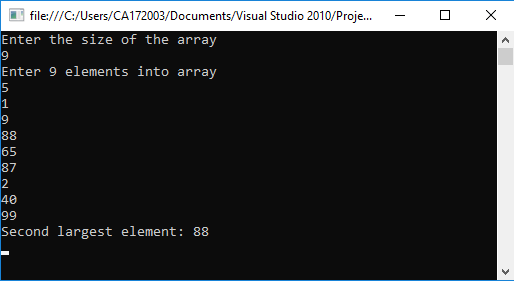 file:///C:/Users/CA172003/Documents/Visual Studio 2010/Proje...
Enter the size of the array
9
Enter 9 elements into array
5
1
9
88
65
87
2
40
99
Second largest element: 88